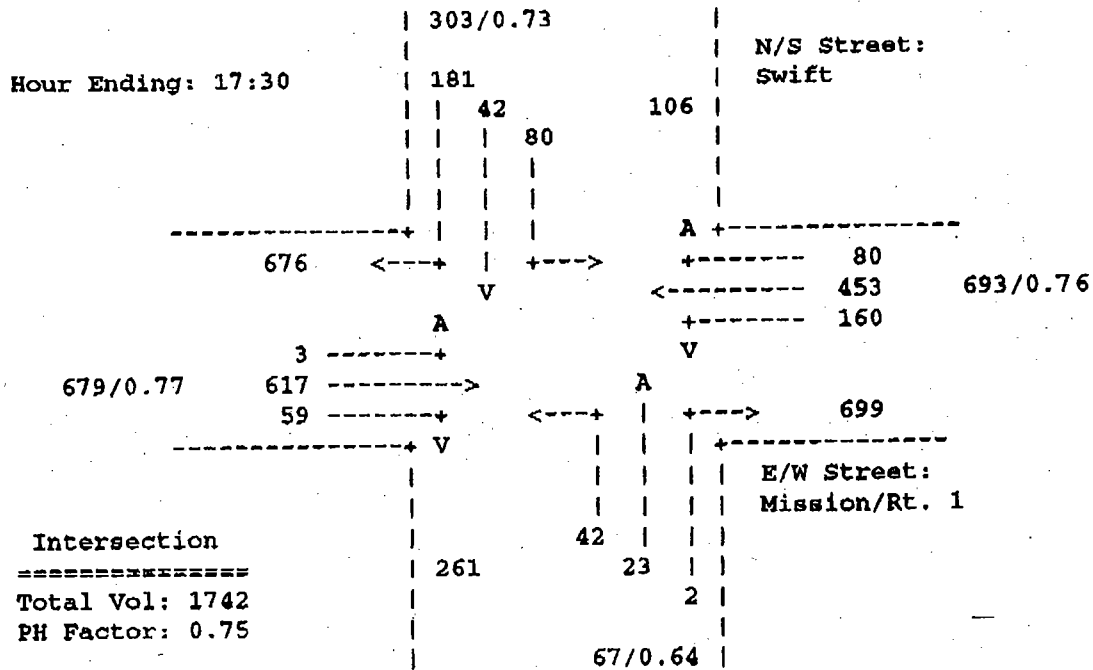 303/0.73
N/S Street:
Swift
Hour Ending: 17:30
181
42
106
80
676 <---+ | +---> +-------- 80
V <--------- 453 693/0.76
A +-------- 160
3 --------+ V
679/0.77 617 ---------> A
59 --------+ <---+ | +---> 699
V
E/W Street:
Mission/Rt. 1
42
Intersection
===============
261
23
Total Vol: 1742
2
PH Factor: 0.75
67/0.64